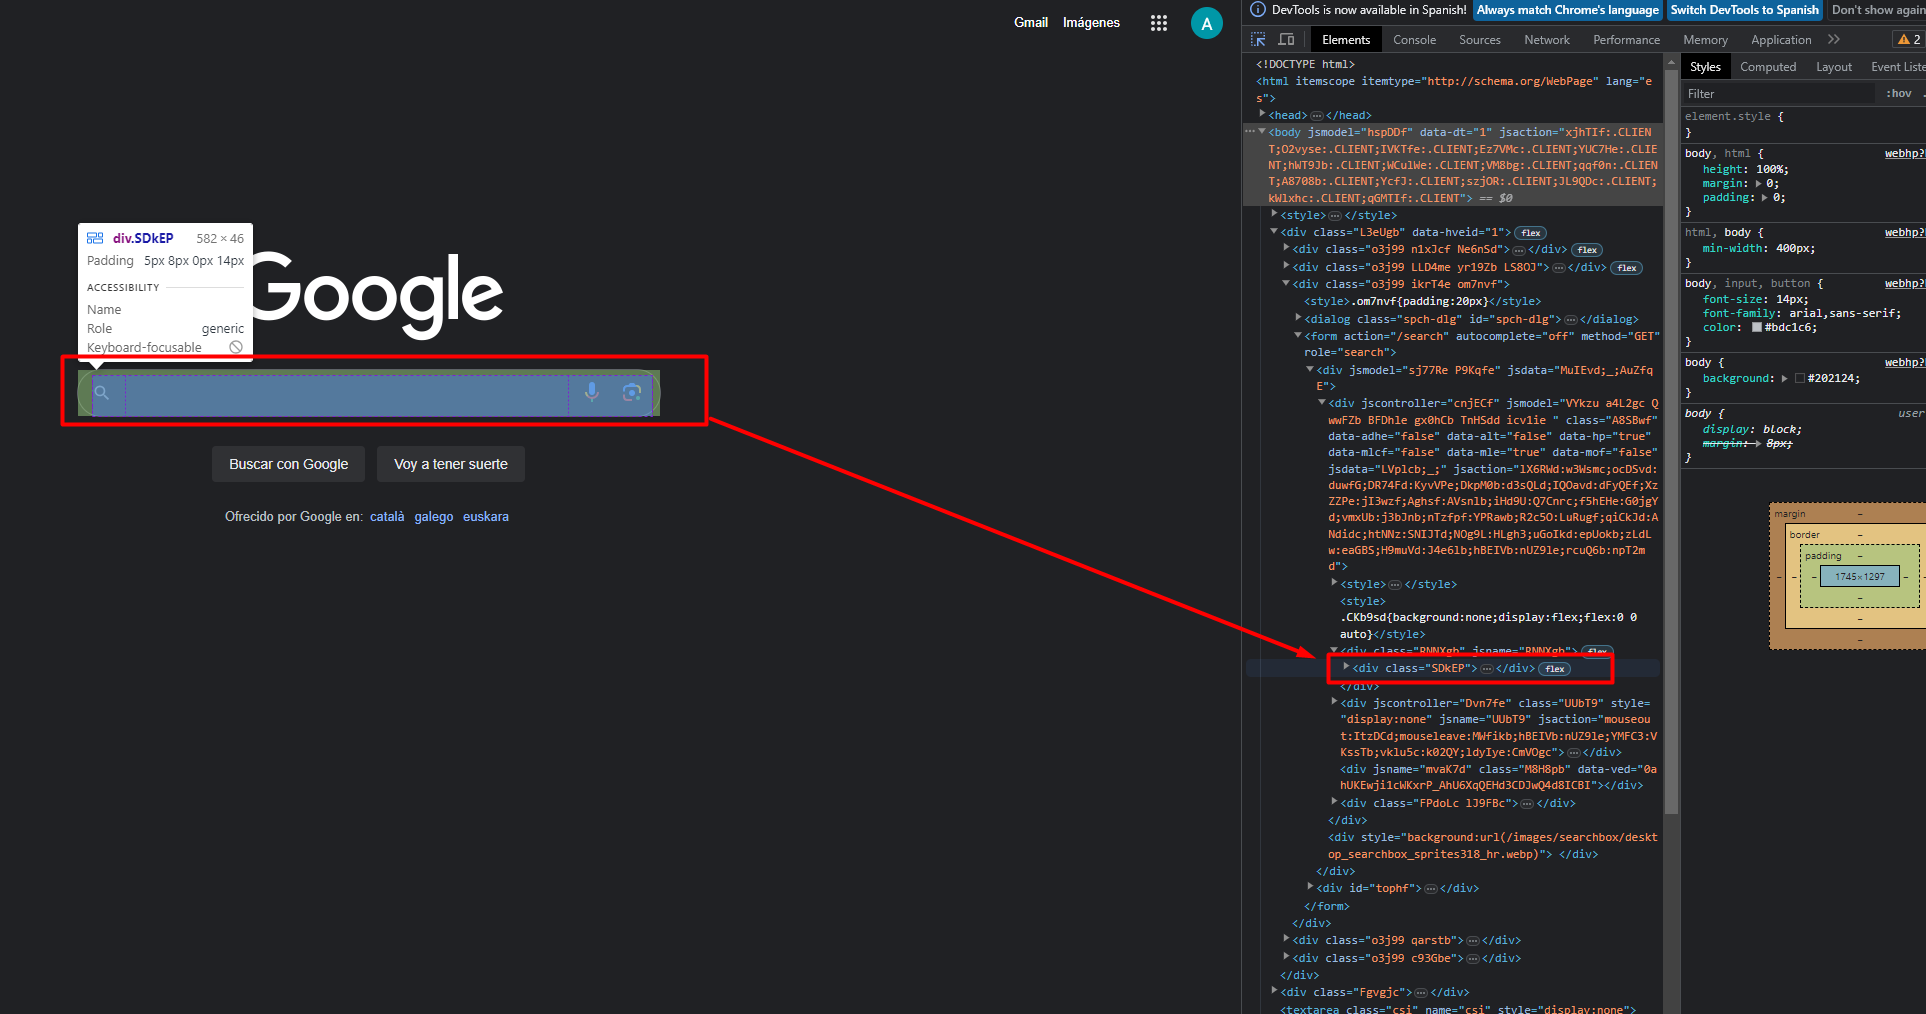 Gmail
Imágenes
A
div.SDkEP 582 × 46
Padding 5px 8px 0px 14px
ACCESSIBILITY
Name
Role generic
Keyboard-focusable
Google
Buscar con Google
Voy a tener suerte
Ofrecido por Google en: català galego euskara
DevTools is now available in Spanish! Always match Chrome's language Switch DevTools to Spanish Don't show again
Elements Console Sources Network Performance Memory Application 2
<!DOCTYPE html>
<html itemscope itemtype="http://schema.org/WebPage" lang="e
s">
<head> … </head>
<body jsmodel="hspDDf" data-dt="1" jsaction="xjhTIf:.CLIEN
T;O2vyse:.CLIENT;IVKTfe:.CLIENT;Ez7VMc:.CLIENT;YUC7He:.CLIE
NT;hWT9Jb:.CLIENT;WCulWe:.CLIENT;VM8bg:.CLIENT;qqf0n:.CLIEN
T;A8708b:.CLIENT;YcfJ:.CLIENT;szjOR:.CLIENT;JL9QDc:.CLIENT;
kWlxhc:.CLIENT;qGMTIf:.CLIENT"> == $0
<style> … </style>
<div class="L3eUgb" data-hveid="1"> flex
<div class="o3j99 n1xJcf Ne6nSd"> … </div> flex
<div class="o3j99 LLD4me yr19Zb LS8OJ"> … </div> flex
<div class="o3j99 ikrT4e om7nvf">
<style>.om7nvf{padding:20px}</style>
<dialog class="spch-dlg" id="spch-dlg"> … </dialog>
<form action="/search" autocomplete="off" method="GET"
role="search">
<div jsmodel="sj77Re P9Kqfe" jsdata="MuIEvd;_;AuZfq
E">
<div jscontroller="cnjECf" jsmodel="VYkzu a4L2gc Q
wwFZb BFDhle gx0hCb TnHSdd icv1ie " class="A8SBwf"
data-adhe="false" data-alt="false" data-hp="true"
data-mlcf="false" data-mle="true" data-mof="false"
jsdata="LVplcb;_;" jsaction="lX6RWd:w3Wsmc;ocDSvd:
duwfG;DR74Fd:KyvVPe;DkpM0b:d3sQLd;IQOavd:dFyQEf;Xz
ZZPe:jI3wzf;Aghsf:AVsnlb;iHd9U:Q7Cnrc;f5hEHe:G0jgY
d;vmxUb:j3bJnb;nTzfpf:YPRawb;R2c5O:LuRugf;qiCkJd:A
Ndidc;htNNz:SNIJTd;NOg9L:HLgh3;uGoIkd:epUokb;zLdL
w:eaGBS;H9muVd:J4e6lb;hBEIVb:nUZ9le;rcuQ6b:npT2m
d">
<style> … </style>
<style>
.CKb9sd{background:none;display:flex;flex:0 0
auto}</style>
<div class="RNNXgb" jsname="RNNXgb"> flex
<div class="SDkEP"> … </div> flex
</div>
<div jscontroller="Dvn7fe" class="UUbT9" style=
"display:none" jsname="UUbT9" jsaction="mouseou
t:ItzDCd;mouseleave:MWfikb;hBEIVb:nUZ9le;YMFC3:V
KssTb;vklu5c:k02QY;ldyIye:CmVOgc"> … </div>
<div jsname="mvaK7d" class="M8H8pb" data-ved="0a
hUKEwji1cWKxrP_AhU6XqQEHd3CDJwQ4d8ICBI"></div>
<div class="FPdoLc lJ9FBc"> … </div>
</div>
<div style="background:url(/images/searchbox/deskt
op_searchbox_sprites318_hr.webp)"> </div>
</div>
<div id="tophf"> … </div>
</form>
</div>
<div class="o3j99 qarstb"> … </div>
<div class="o3j99 c93Gbe"> … </div>
</div>
<div class="Fgvgjc"> … </div>
<textarea class="csi" name="csi" style="display:none">
Styles Computed Layout Event Liste
Filter :hov .
element.style {
}
body, html { webhp?
height: 100%;
margin: 0;
padding: 0;
}
html, body { webhp?
min-width: 400px;
}
body, input, button { webhp?
font-size: 14px;
font-family: arial,sans-serif;
color: #bdc1c6;
}
body { webhp?
background: #202124;
}
body { user
display: block;
margin: 8px;
}
margin –
border –
padding –
– – – 1745×1297 – –
–
–
–